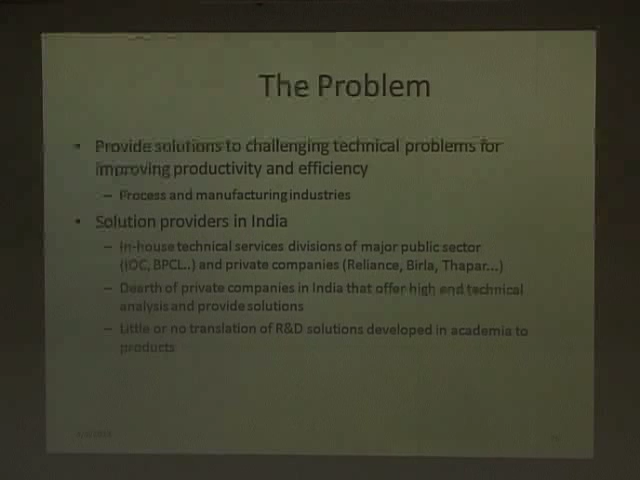 The Problem
• Provide solutions to challenging technical problems for
improving productivity and efficiency
– Process and manufacturing industries
• Solution providers in India
– In-house technical services divisions of major public sector
(IOC, BPCL..) and private companies (Reliance, Birla, Thapar...)
– Dearth of private companies in India that offer high end technical
analysis and provide solutions
– Little or no translation of R&D solutions developed in academia to
products